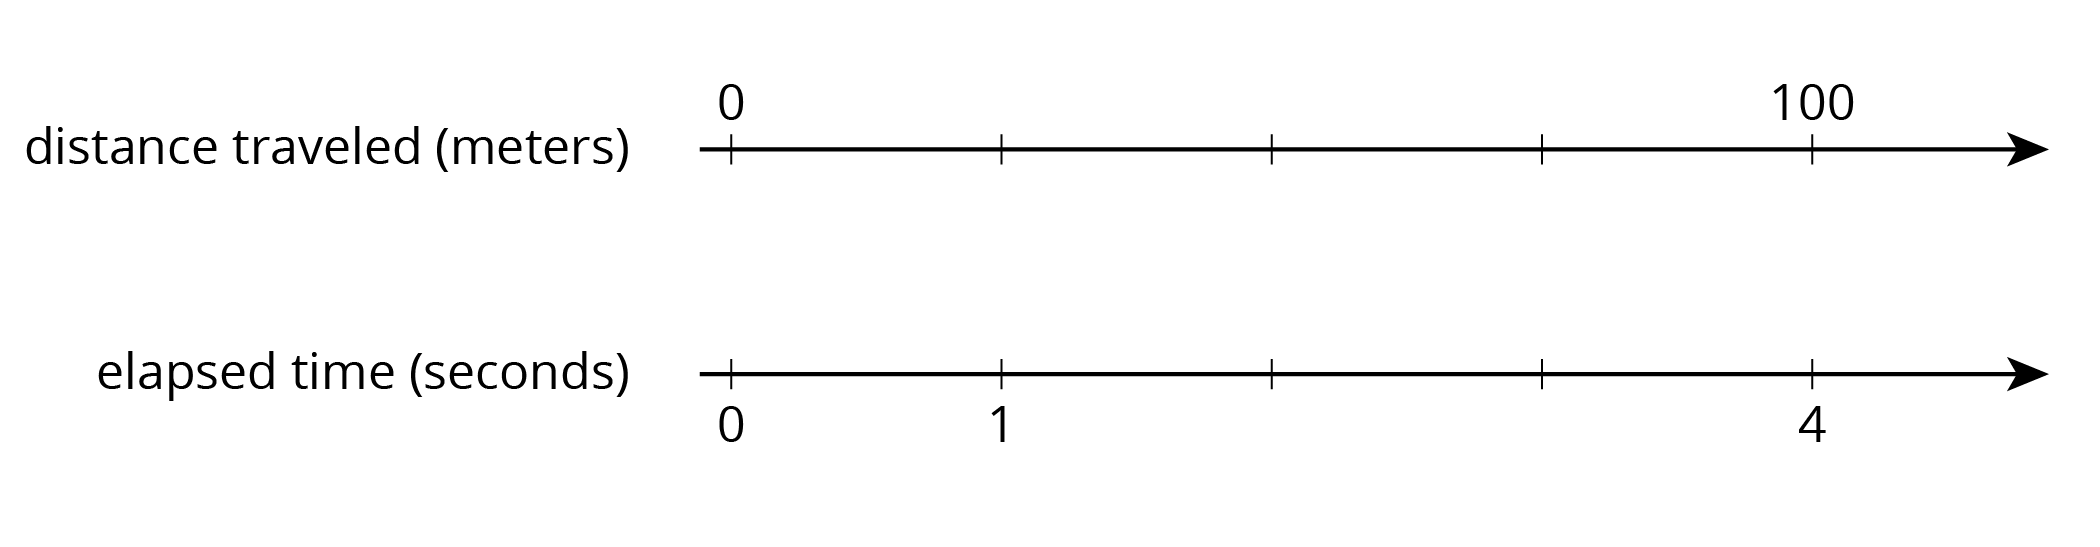 0 100
distance traveled (meters)
elapsed time (seconds)
0 1 4